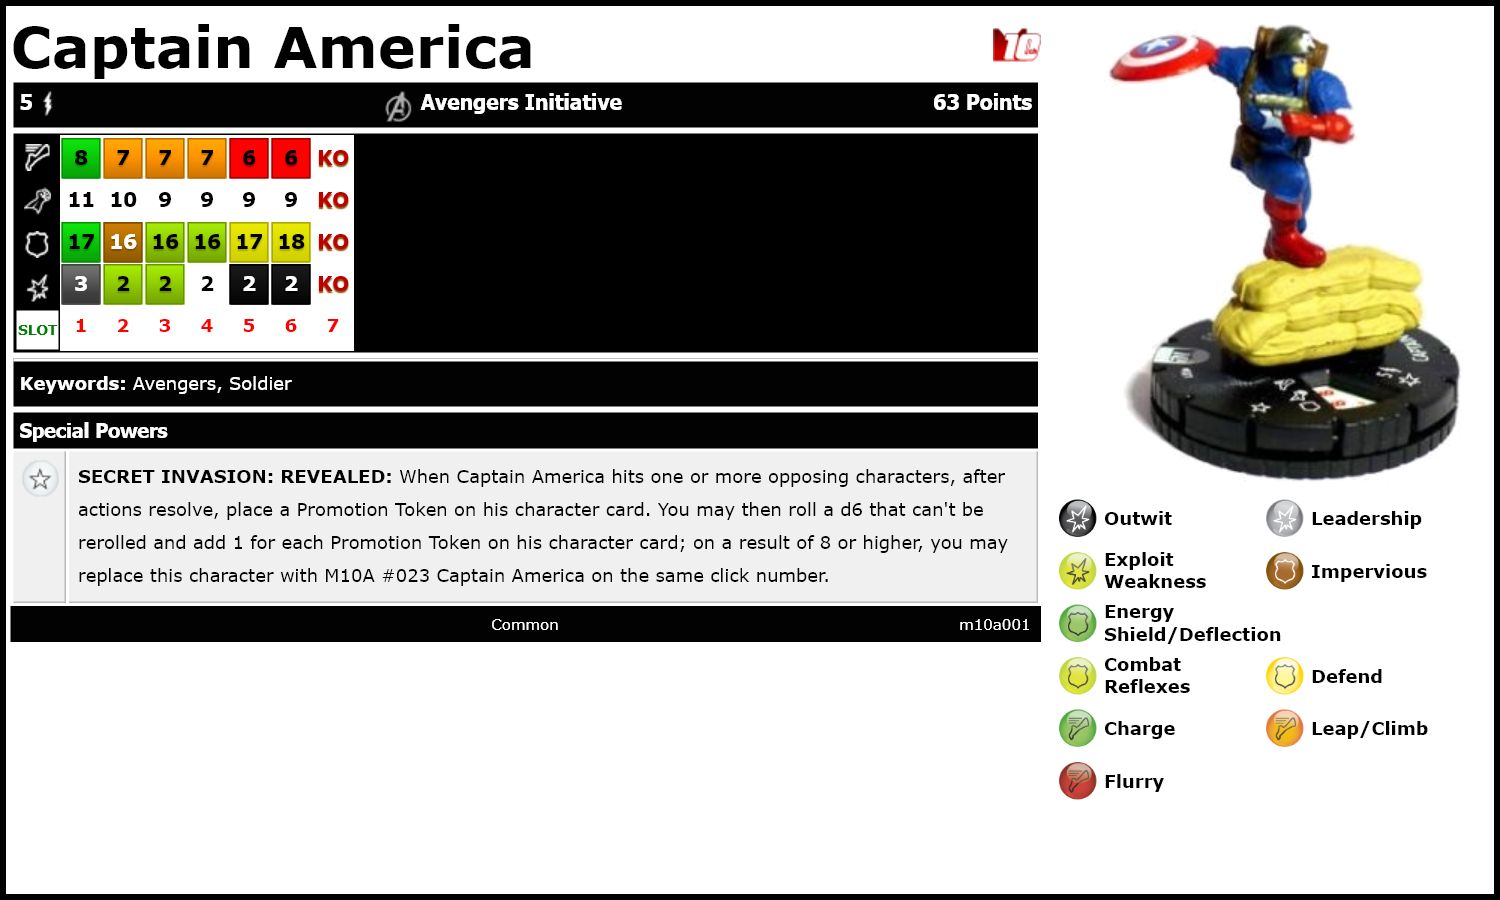 Captain America
5 Avengers Initiative 63 Points
8 7 7 7 6 6 KO
11 10 9 9 9 9 KO
17 16 16 16 17 18 KO
3 2 2 2 2 2 KO
SLOT 1 2 3 4 5 6 7
Keywords: Avengers, Soldier
Special Powers
SECRET INVASION: REVEALED: When Captain America hits one or more opposing characters, after
actions resolve, place a Promotion Token on his character card. You may then roll a d6 that can't be
rerolled and add 1 for each Promotion Token on his character card; on a result of 8 or higher, you may
replace this character with M10A #023 Captain America on the same click number.
Common m10a001
Outwit Leadership
Exploit
Weakness
Impervious
Energy
Shield/Deflection
Combat
Reflexes
Defend
Charge Leap/Climb
Flurry